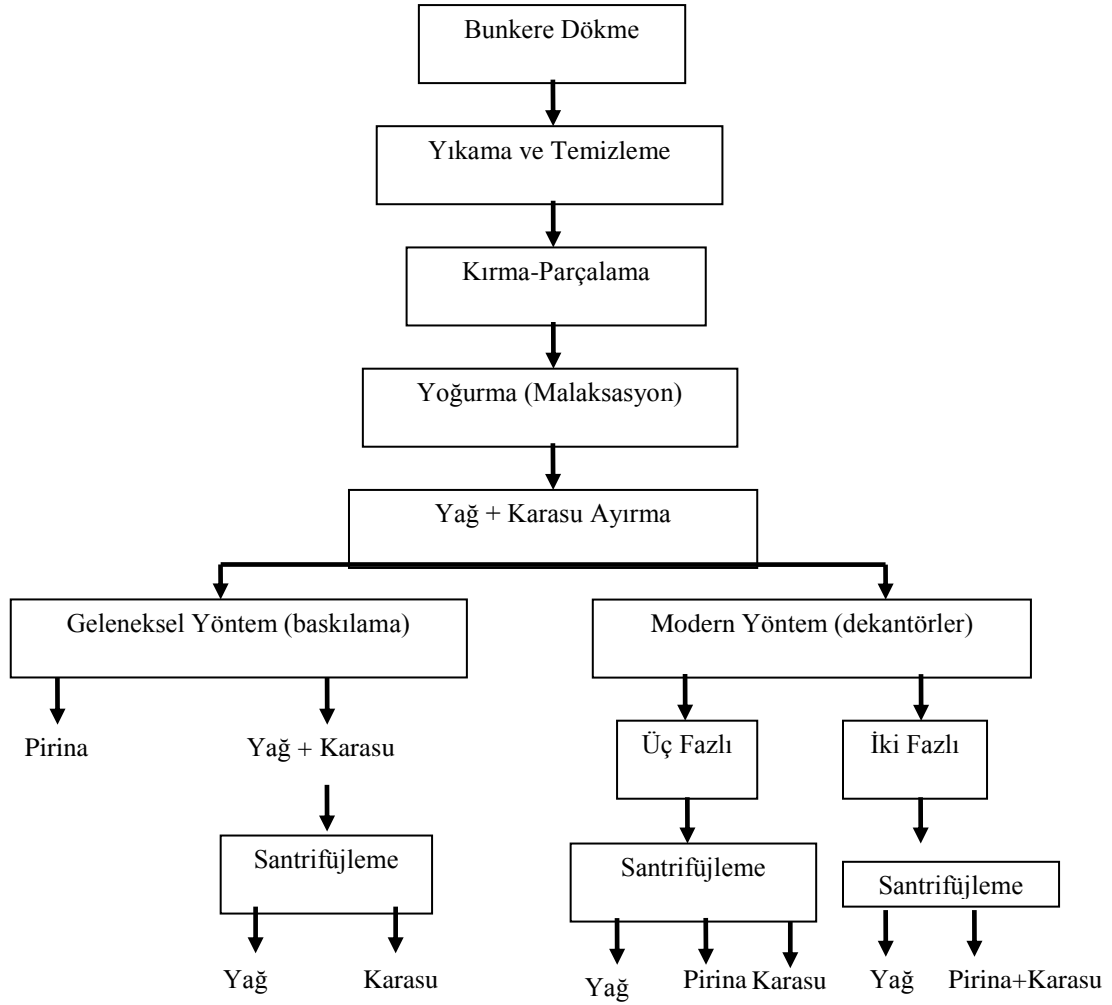 Bunkere Dökme
Yıkama ve Temizleme
Kırma-Parçalama
Yoğurma (Malaksasyon)
Yağ + Karasu Ayırma
Geleneksel Yöntem (baskılama)
Modern Yöntem (dekantörler)
Pirina
Yağ + Karasu
Üç Fazlı
İki Fazlı
Santrifüjleme
Santrifüjleme
Santrifüjleme
Yağ
Karasu
Yağ
Pirina
Karasu
Yağ
Pirina+Karasu